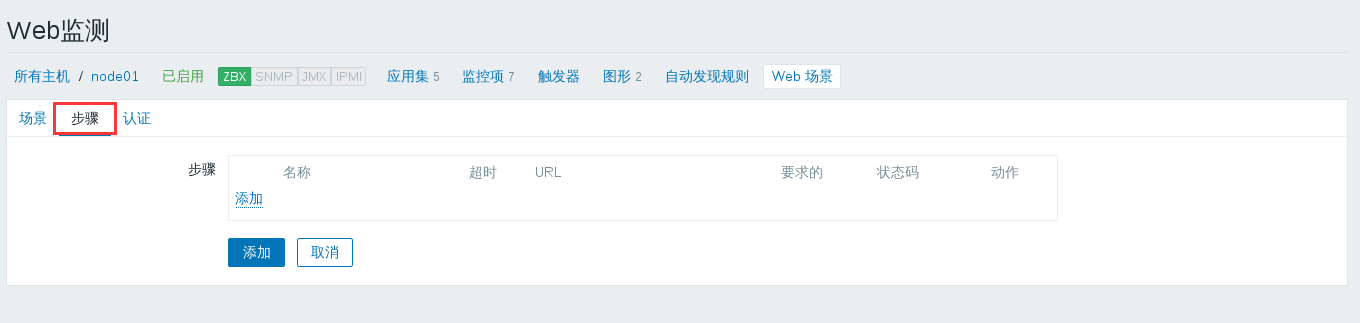 Web监测
所有主机 / node01 已启用 ZBX SNMP JMX IPMI 应用集 5 监控项 7 触发器 图形 2 自动发现规则 Web 场景
场景 步骤 认证
步骤 名称 超时 URL 要求的 状态码 动作
添加
添加 取消